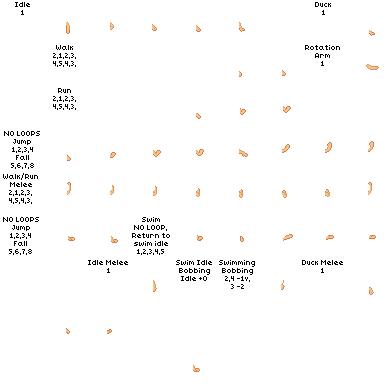 Idle
1
Duck
1
Walk
2,1,2,3,
4,5,4,3,
Rotation
Arm
1
Run
2,1,2,3,
4,5,4,3,
NO LOOPS
Jump
1,2,3,4
Fall
5,6,7,8
Walk/Run
Melee
2,1,2,3,
4,5,4,3,
NO LOOPS
Jump
1,2,3,4
Fall
5,6,7,8
Swim
NO LOOP,
Return to
swim idle
1,2,3,4,5
Idle Melee
1
Swim Idle
Bobbing
Idle +0
Swimming
Bobbing
2,4 -1v,
3 -2
Duck Melee
1